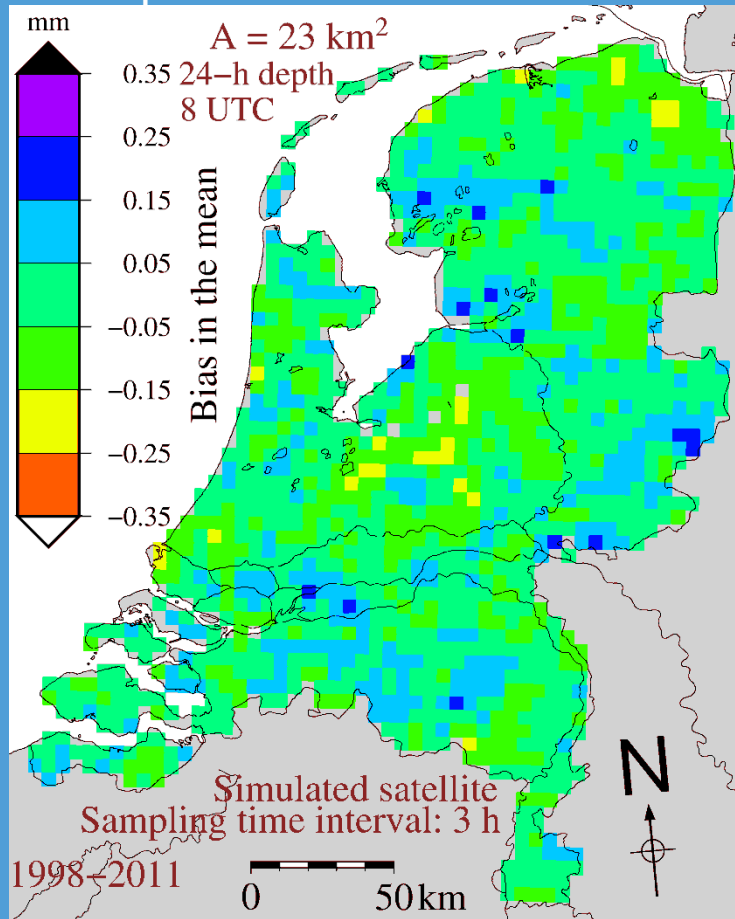 mm
A = 23 km²
24-h depth
8 UTC
0.35
0.25
0.15
0.05
−0.05
−0.15
−0.25
−0.35
Bias in the mean
N
Simulated satellite
Sampling time interval: 3 h
1998−2011
0 50 km